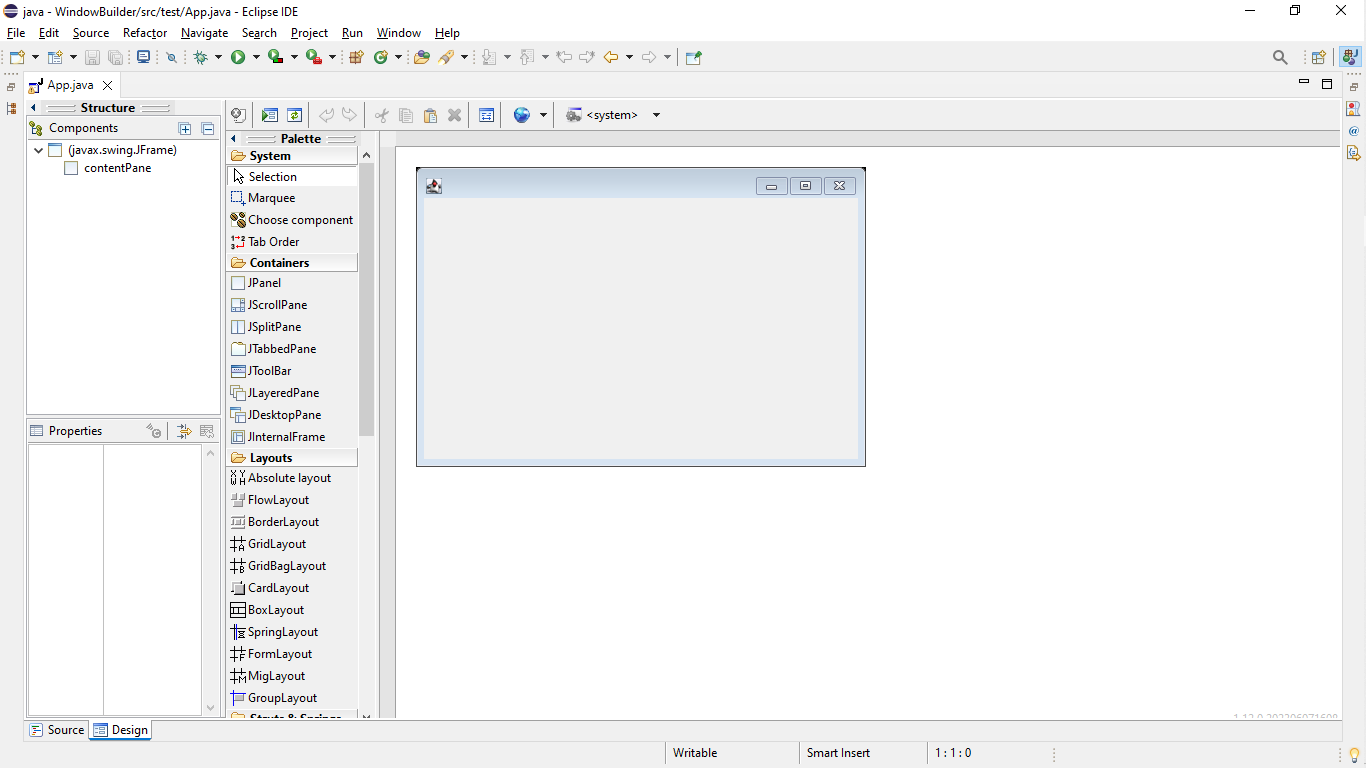 java - WindowBuilder/src/test/App.java - Eclipse IDE
File Edit Source Refactor Navigate Search Project Run Window Help
App.java
Structure
Components
(javax.swing.JFrame)
contentPane
Properties
<system>
Palette
System
Selection
Marquee
Choose component
Tab Order
Containers
JPanel
JScrollPane
JSplitPane
JTabbedPane
JToolBar
JLayeredPane
JDesktopPane
JInternalFrame
Layouts
Absolute layout
FlowLayout
BorderLayout
GridLayout
GridBagLayout
CardLayout
BoxLayout
SpringLayout
FormLayout
MigLayout
GroupLayout
Struts & Springs
Source Design
Writable Smart Insert 1 : 1 : 0